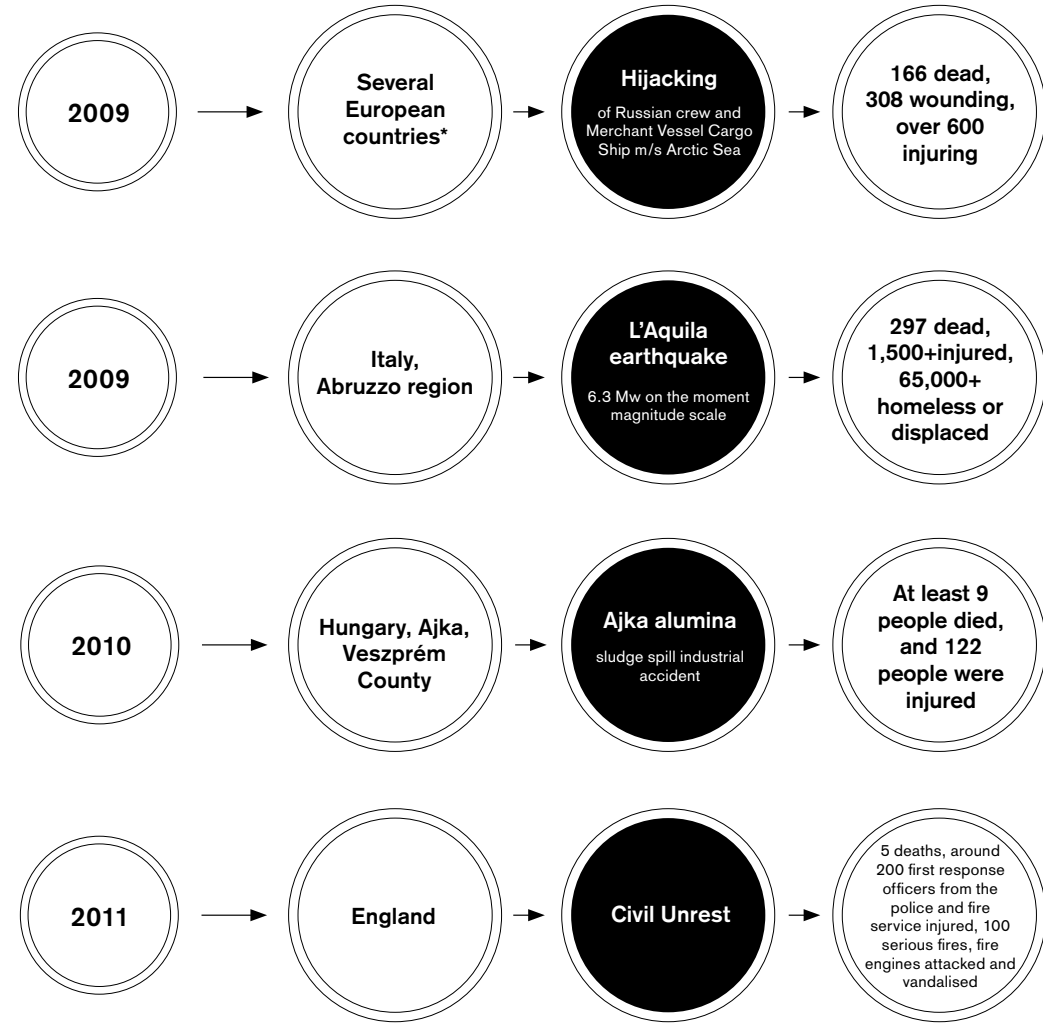 2009
Several
European
countries*
Hijacking
of Russian crew and
Merchant Vessel Cargo
Ship m/s Arctic Sea
166 dead,
308 wounding,
over 600
injuring
2009
Italy,
Abruzzo region
L’Aquila
earthquake
6.3 Mw on the moment
magnitude scale
297 dead,
1,500+injured,
65,000+
homeless or
displaced
2010
Hungary, Ajka,
Veszprém
County
Ajka alumina
sludge spill industrial
accident
At least 9
people died,
and 122
people were
injured
2011
England
Civil Unrest
5 deaths, around
200 first response
officers from the
police and fire
service injured, 100
serious fires, fire
engines attacked and
vandalised